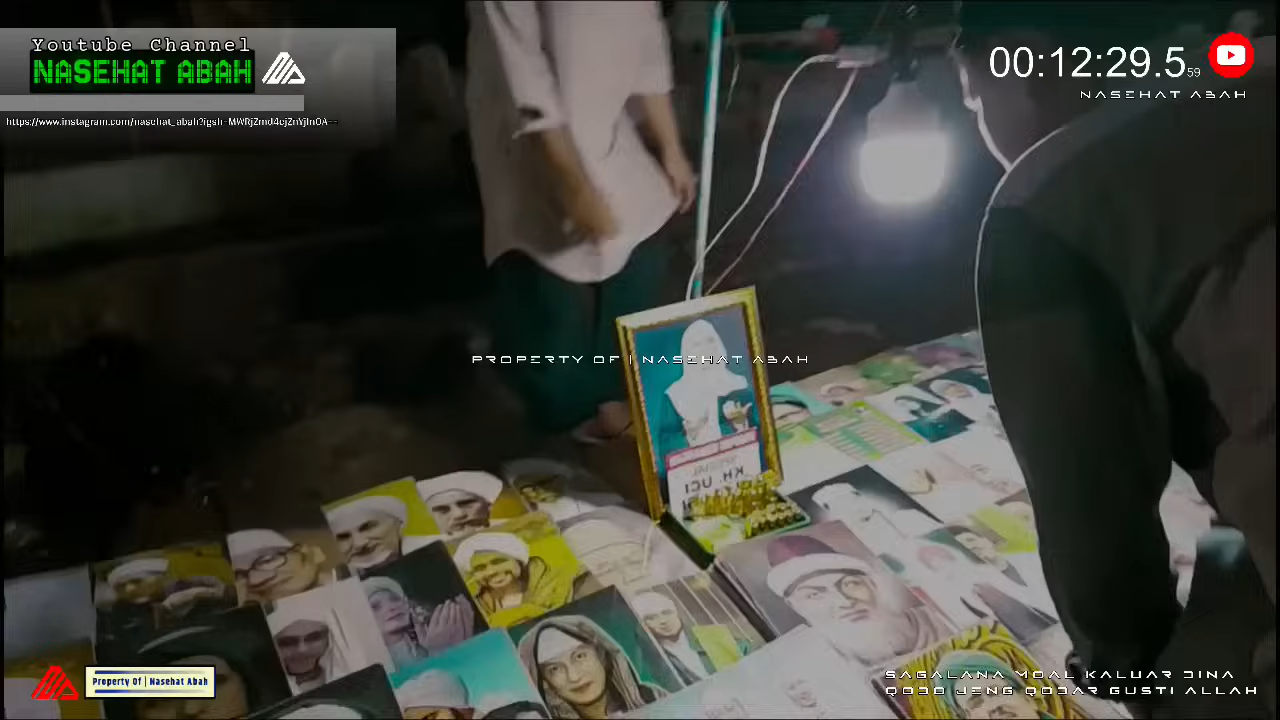 Youtube Channel
NASEHAT ABAH
00:12:29.5
59
NASEHAT ABAH
PROPERTY OF | NASEHAT ABAH
KH. UCI
Property Of | Nasehat Abah
SAGALANA MOAL KALUAR JINA
QODO JENG QODAR GUSTI ALLAH